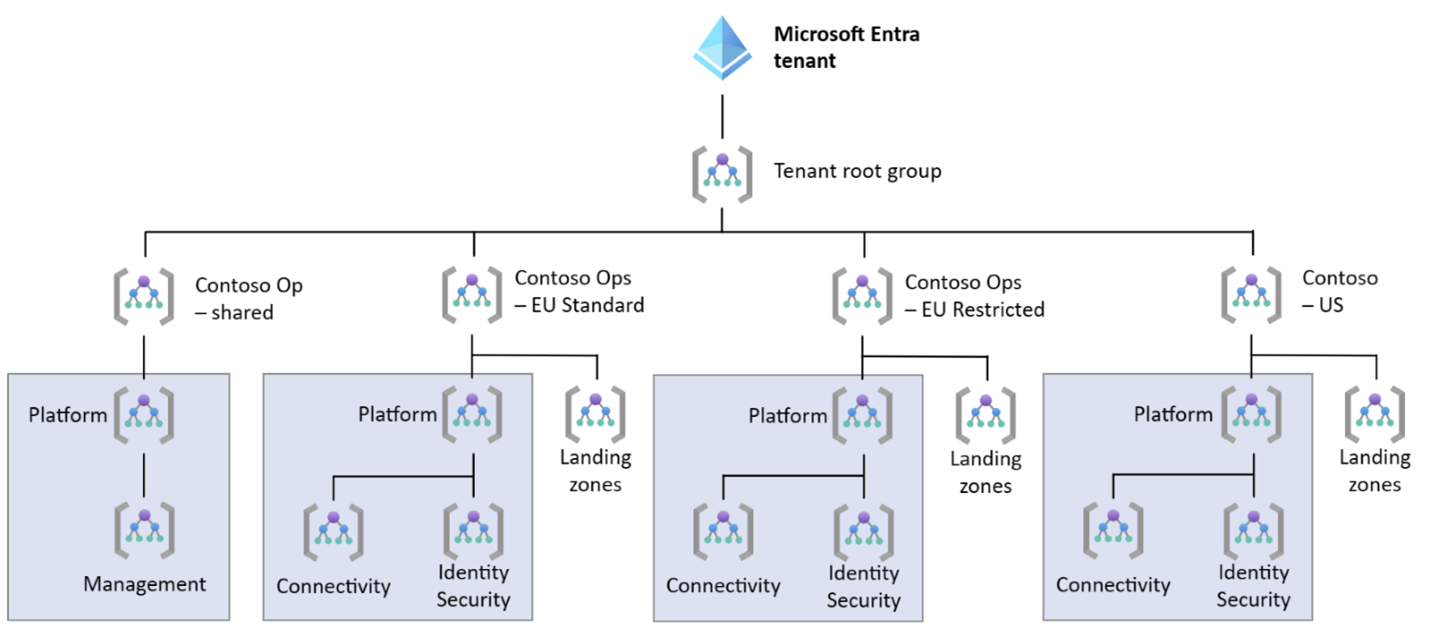 Microsoft Entra
tenant
Tenant root group
Contoso Op
– shared
Contoso Ops
– EU Standard
Contoso Ops
– EU Restricted
Contoso
– US
Platform
Management
Platform
Landing
zones
Connectivity
Identity
Security
Platform
Landing
zones
Connectivity
Identity
Security
Platform
Landing
zones
Connectivity
Identity
Security